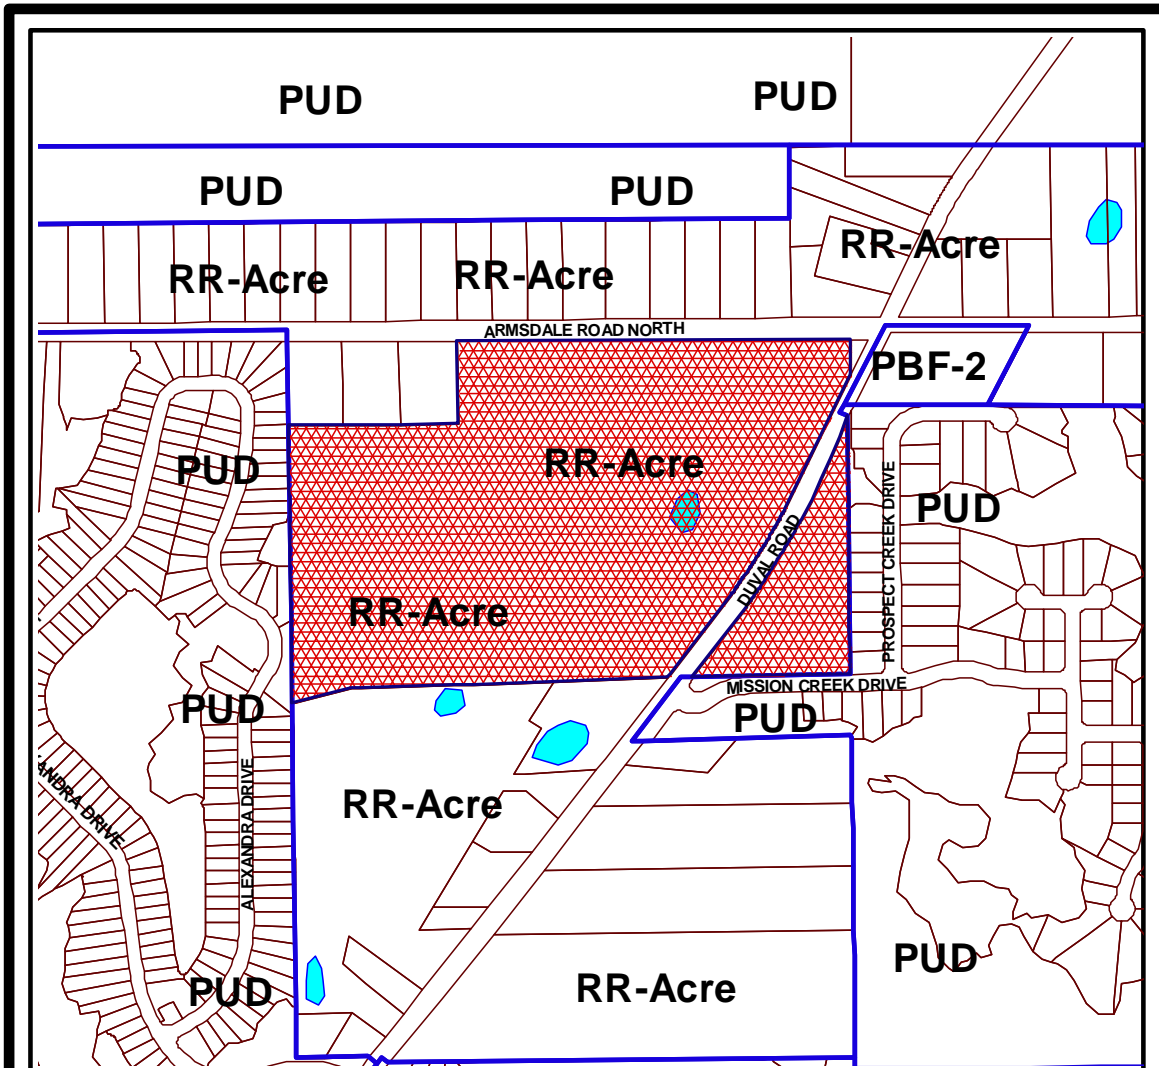 PUD
PUD
PUD
PUD
RR-Acre
RR-Acre
RR-Acre
ARMSDALE ROAD NORTH
PBF-2
PUD
RR-Acre
PROSPECT CREEK DRIVE
PUD
DUVAL ROAD
RR-Acre
MISSION CREEK DRIVE
PUD
PUD
ANDRA DRIVE
ALEXANDRA DRIVE
RR-Acre
PUD
PUD
RR-Acre